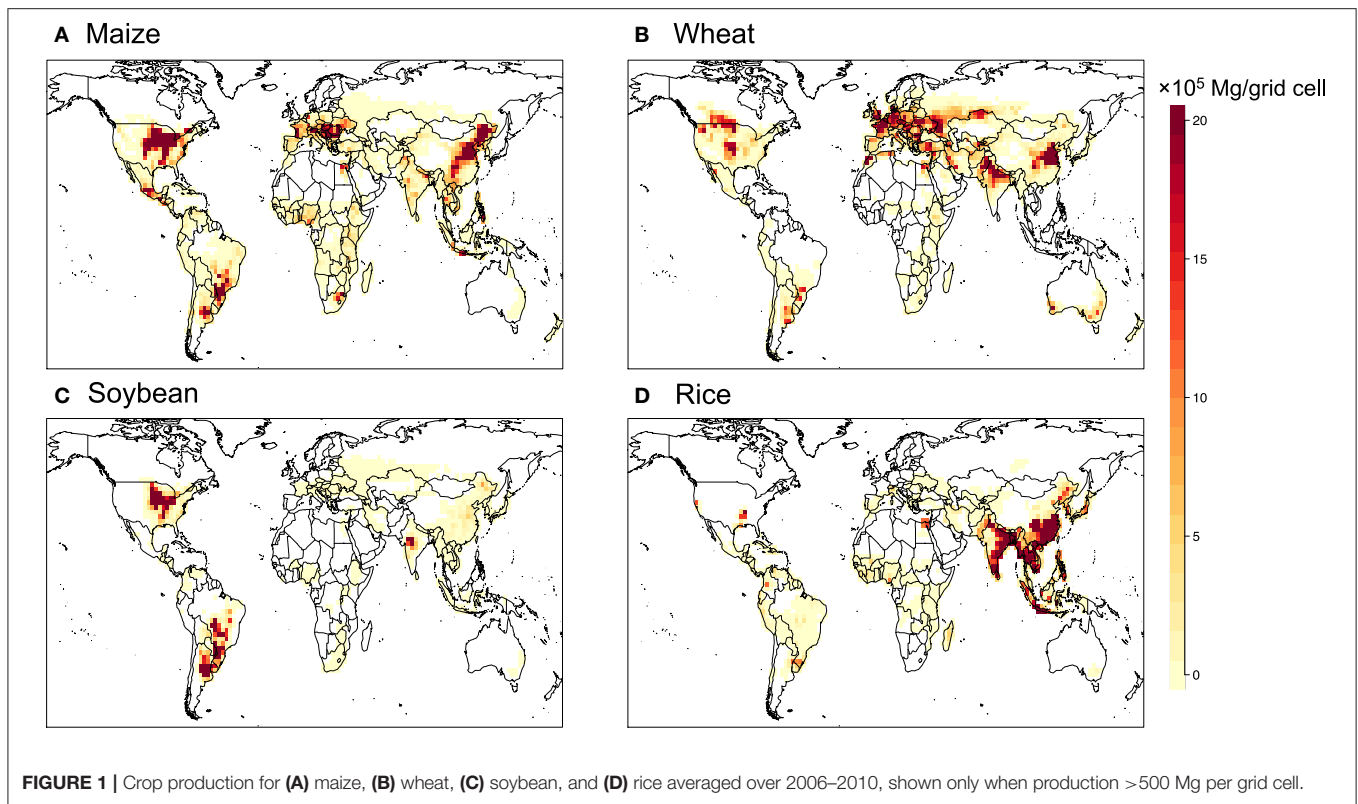 A Maize
B Wheat
×10⁵ Mg/grid cell
20
15
10
5
0
C Soybean
D Rice
FIGURE 1 | Crop production for (A) maize, (B) wheat, (C) soybean, and (D) rice averaged over 2006–2010, shown only when production >500 Mg per grid cell.